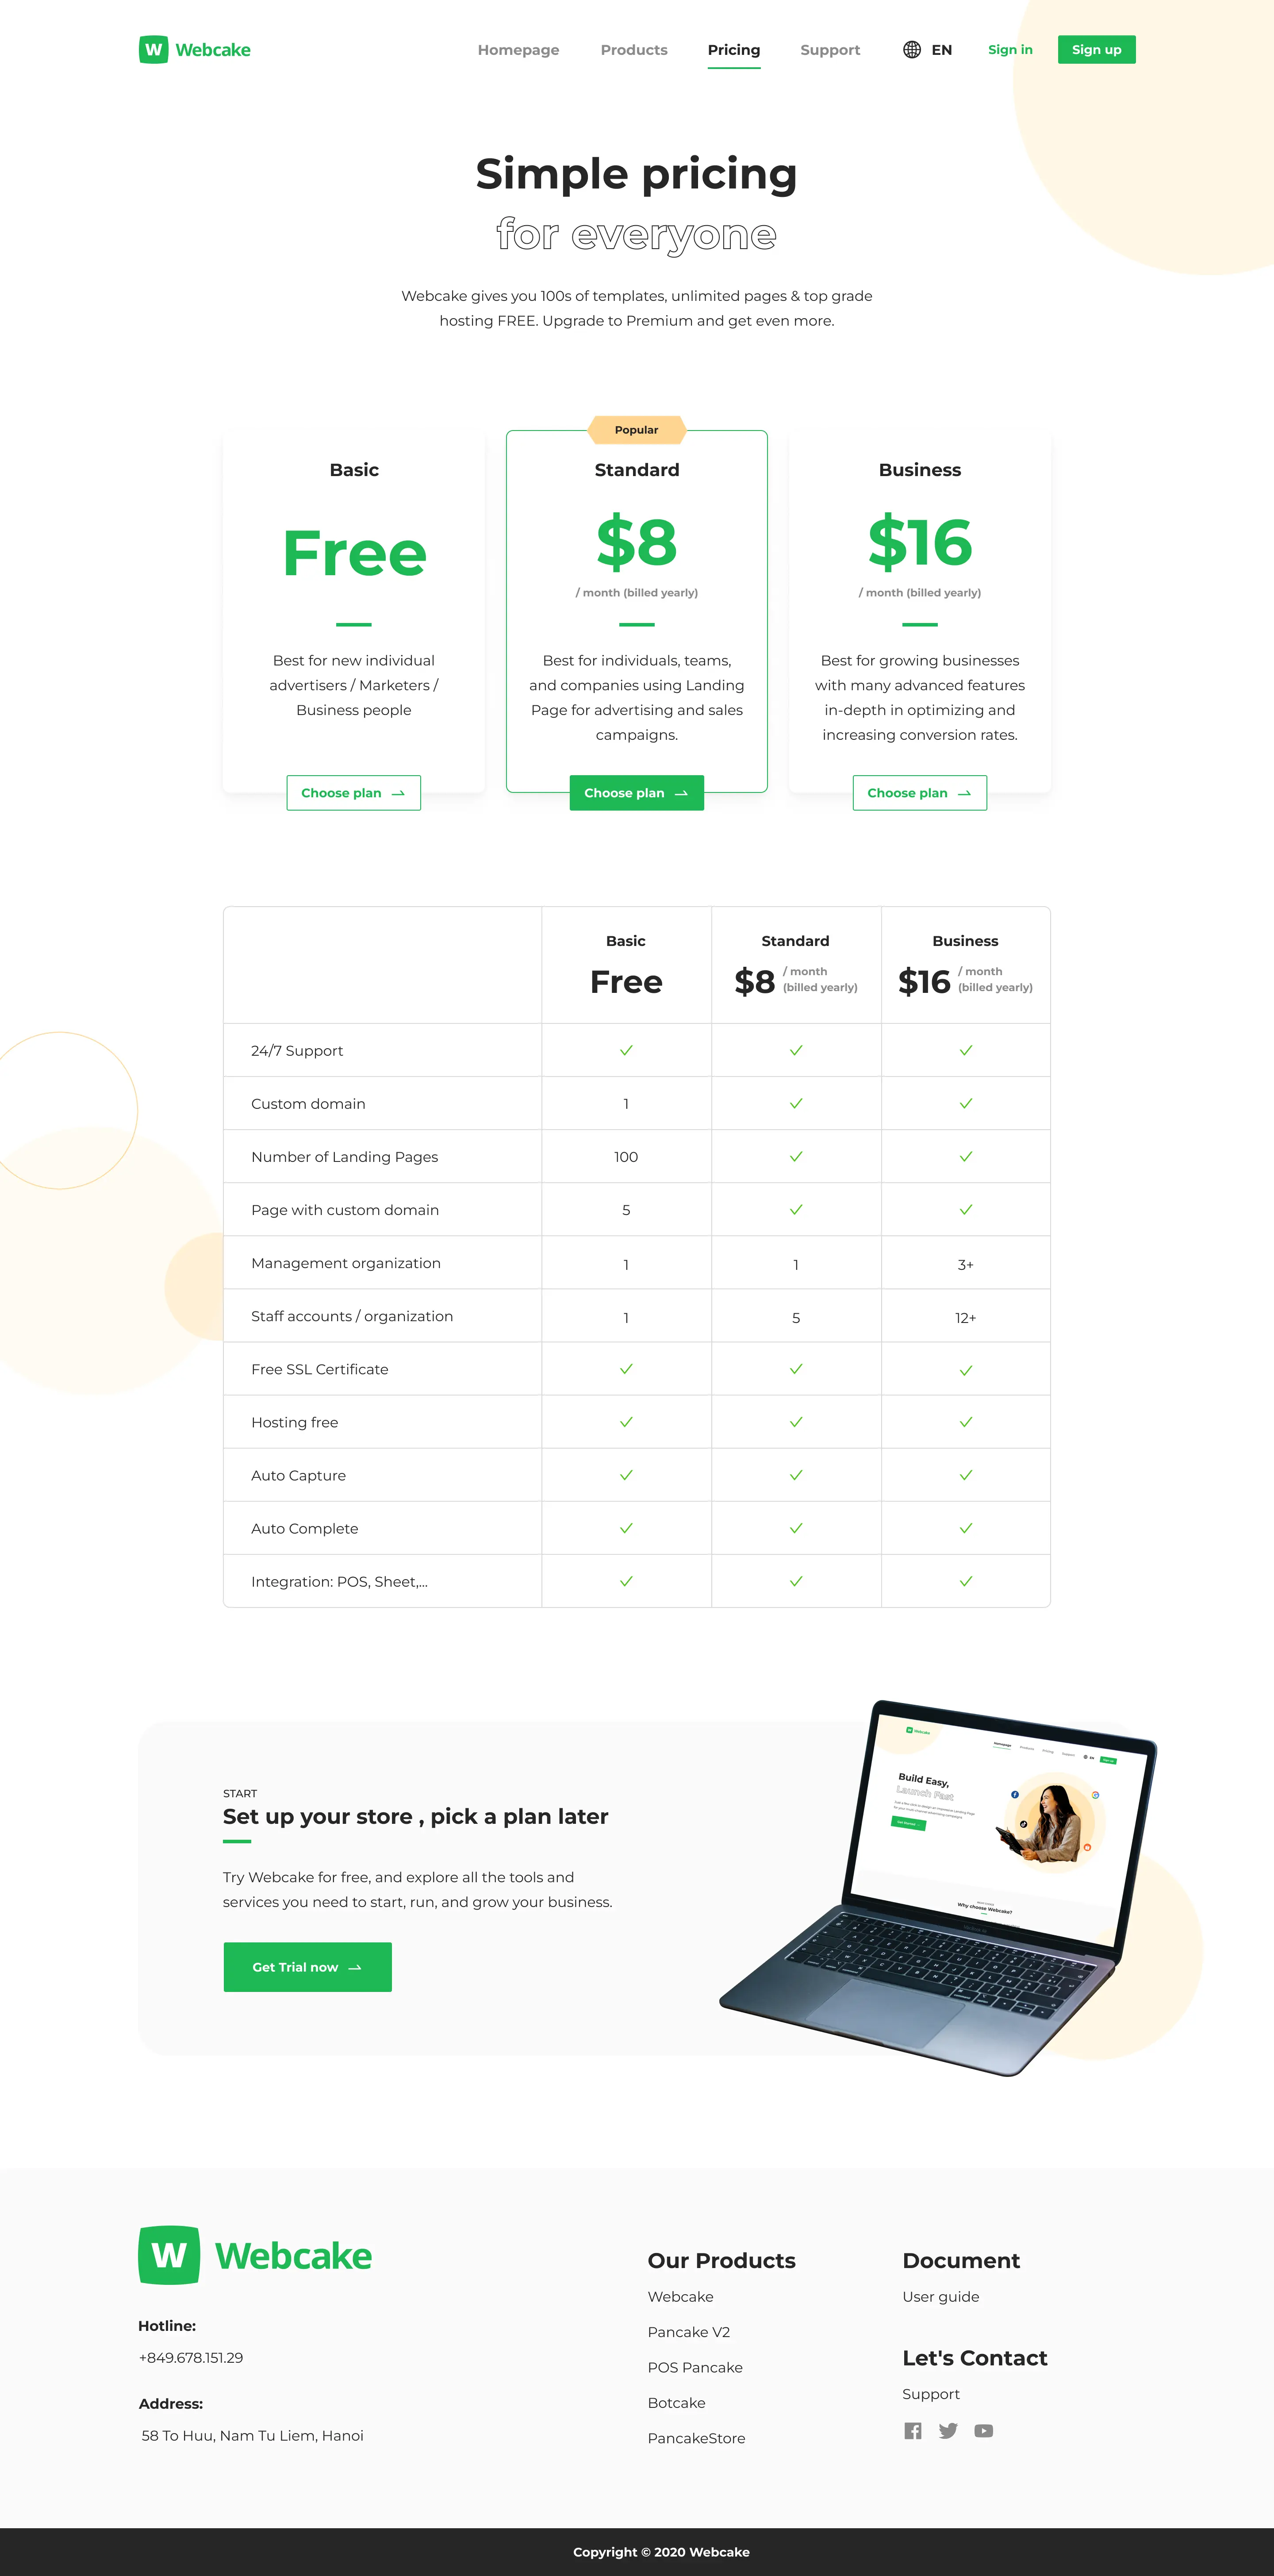 W Webcake
Homepage Products Pricing Support EN Sign in Sign up
Simple pricing
for everyone
Webcake gives you 100s of templates, unlimited pages & top grade
hosting FREE. Upgrade to Premium and get even more.
Basic
Free
Best for new individual
advertisers / Marketers /
Business people
Choose plan
Popular
Standard
$8
/ month (billed yearly)
Best for individuals, teams,
and companies using Landing
Page for advertising and sales
campaigns.
Choose plan
Business
$16
/ month (billed yearly)
Best for growing businesses
with many advanced features
in-depth in optimizing and
increasing conversion rates.
Choose plan
Basic Standard Business
Free $8 / month (billed yearly) $16 / month (billed yearly)
24/7 Support
Custom domain 1
Number of Landing Pages 100
Page with custom domain 5
Management organization 1 1 3+
Staff accounts / organization 1 5 12+
Free SSL Certificate
Hosting free
Auto Capture
Auto Complete
Integration: POS, Sheet,...
START
Set up your store , pick a plan later
Try Webcake for free, and explore all the tools and
services you need to start, run, and grow your business.
Get Trial now
Webcake
Homepage
Build Easy,
Launch Fast
Why choose Webcake?
W Webcake
Hotline:
+849.678.151.29
Address:
58 To Huu, Nam Tu Liem, Hanoi
Our Products
Webcake
Pancake V2
POS Pancake
Botcake
PancakeStore
Document
User guide
Let's Contact
Support
Copyright © 2020 Webcake